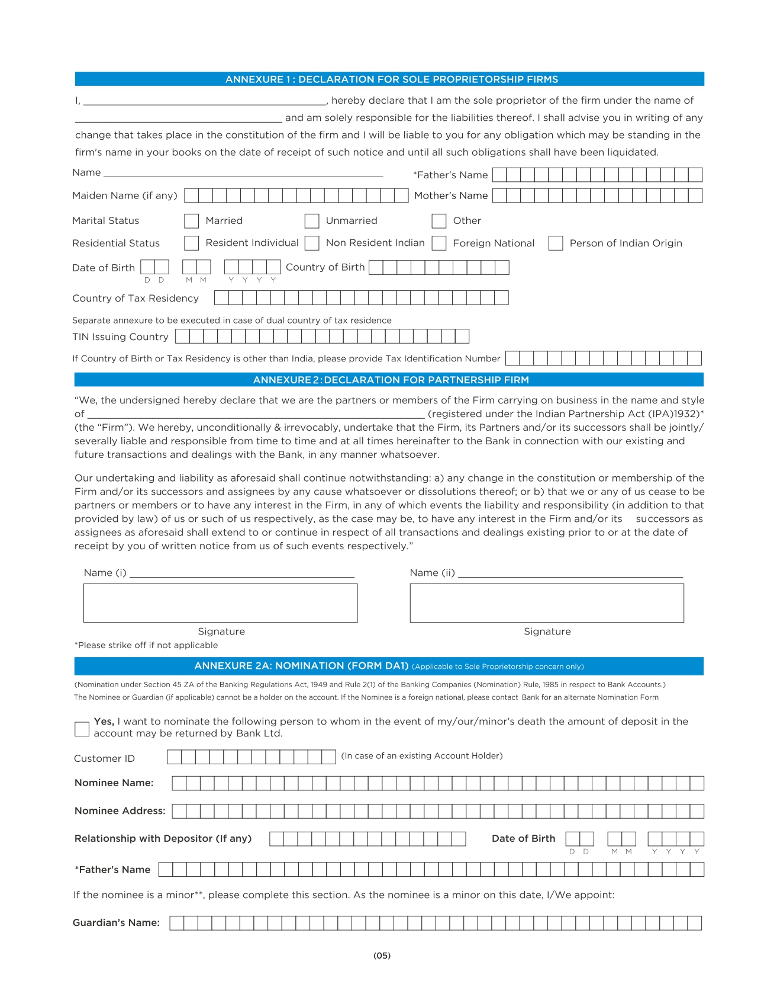 ANNEXURE 1 : DECLARATION FOR SOLE PROPRIETORSHIP FIRMS
I, ________________________________________, hereby declare that I am the sole proprietor of the firm under the name of
__________________________________ and am solely responsible for the liabilities thereof. I shall advise you in writing of any
change that takes place in the constitution of the firm and I will be liable to you for any obligation which may be standing in the
firm's name in your books on the date of receipt of such notice and until all such obligations shall have been liquidated.
Name ______________________________________________ *Father's Name
Maiden Name (if any) Mother's Name
Marital Status Married Unmarried Other
Residential Status Resident Individual Non Resident Indian Foreign National Person of Indian Origin
Date of Birth Country of Birth
D D M M Y Y Y Y
Country of Tax Residency
Separate annexure to be executed in case of dual country of tax residence
TIN Issuing Country
If Country of Birth or Tax Residency is other than India, please provide Tax Identification Number
ANNEXURE 2 : DECLARATION FOR PARTNERSHIP FIRM
“We, the undersigned hereby declare that we are the partners or members of the Firm carrying on business in the name and style
of ________________________________________________________ (registered under the Indian Partnership Act (IPA)1932)*
(the “Firm”). We hereby, unconditionally & irrevocably, undertake that the Firm, its Partners and/or its successors shall be jointly/
severally liable and responsible from time to time and at all times hereinafter to the Bank in connection with our existing and
future transactions and dealings with the Bank, in any manner whatsoever.
Our undertaking and liability as aforesaid shall continue notwithstanding: a) any change in the constitution or membership of the
Firm and/or its successors and assignees by any cause whatsoever or dissolutions thereof; or b) that we or any of us cease to be
partners or members or to have any interest in the Firm, in any of which events the liability and responsibility (in addition to that
provided by law) of us or such of us respectively, as the case may be, to have any interest in the Firm and/or its successors as
assignees as aforesaid shall extend to or continue in respect of all transactions and dealings existing prior to or at the date of
receipt by you of written notice from us of such events respectively.”
Name (i) _____________________________________ Name (ii) _____________________________________
Signature Signature
*Please strike off if not applicable
ANNEXURE 2A: NOMINATION (FORM DA1) (Applicable to Sole Proprietorship concern only)
(Nomination under Section 45 ZA of the Banking Regulations Act, 1949 and Rule 2(1) of the Banking Companies (Nomination) Rule, 1985 in respect to Bank Accounts.)
The Nominee or Guardian (if applicable) cannot be a holder on the account. If the Nominee is a foreign national, please contact Bank for an alternate Nomination Form
Yes, I want to nominate the following person to whom in the event of my/our/minor’s death the amount of deposit in the
account may be returned by Bank Ltd.
Customer ID (In case of an existing Account Holder)
Nominee Name:
Nominee Address:
Relationship with Depositor (If any) Date of Birth
D D M M Y Y Y Y
*Father's Name
If the nominee is a minor**, please complete this section. As the nominee is a minor on this date, I/We appoint:
Guardian’s Name:
(05)